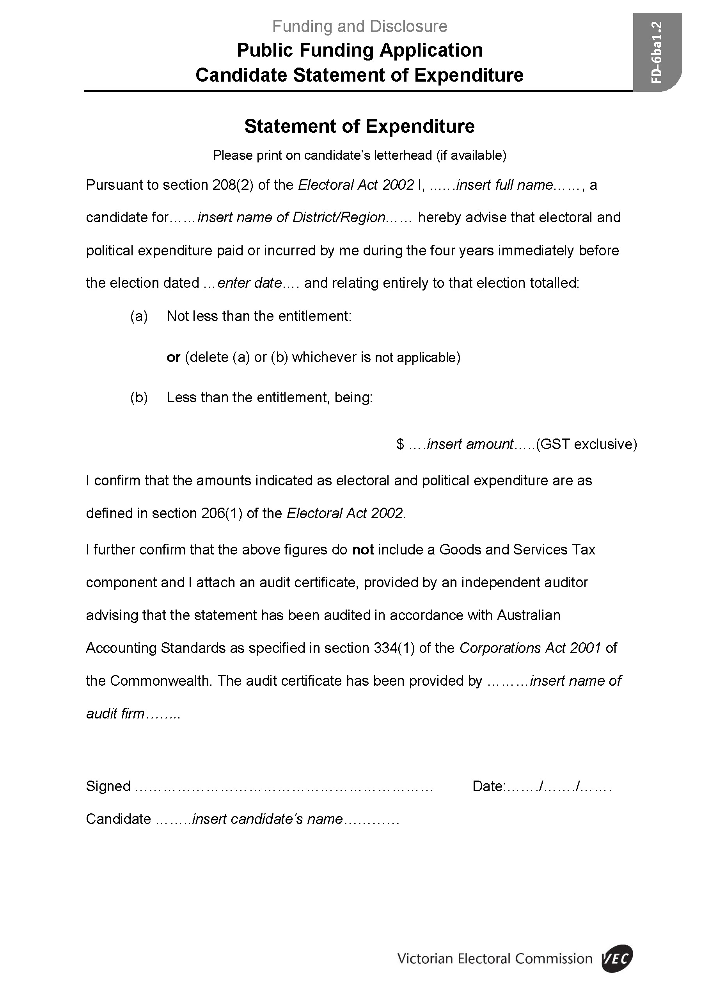 Funding and Disclosure
Public Funding Application
Candidate Statement of Expenditure
FD-6ba1.2
Statement of Expenditure
Please print on candidate’s letterhead (if available)
Pursuant to section 208(2) of the Electoral Act 2002 I, ......insert full name……, a
candidate for……insert name of District/Region…… hereby advise that electoral and
political expenditure paid or incurred by me during the four years immediately before
the election dated …enter date…. and relating entirely to that election totalled:
(a) Not less than the entitlement:
or (delete (a) or (b) whichever is not applicable)
(b) Less than the entitlement, being:
$ ….insert amount…..(GST exclusive)
I confirm that the amounts indicated as electoral and political expenditure are as
defined in section 206(1) of the Electoral Act 2002.
I further confirm that the above figures do not include a Goods and Services Tax
component and I attach an audit certificate, provided by an independent auditor
advising that the statement has been audited in accordance with Australian
Accounting Standards as specified in section 334(1) of the Corporations Act 2001 of
the Commonwealth. The audit certificate has been provided by ………insert name of
audit firm……..
Signed ……………………………………………………… Date:……./……./…….
Candidate ……..insert candidate’s name…………
Victorian Electoral Commission VEC